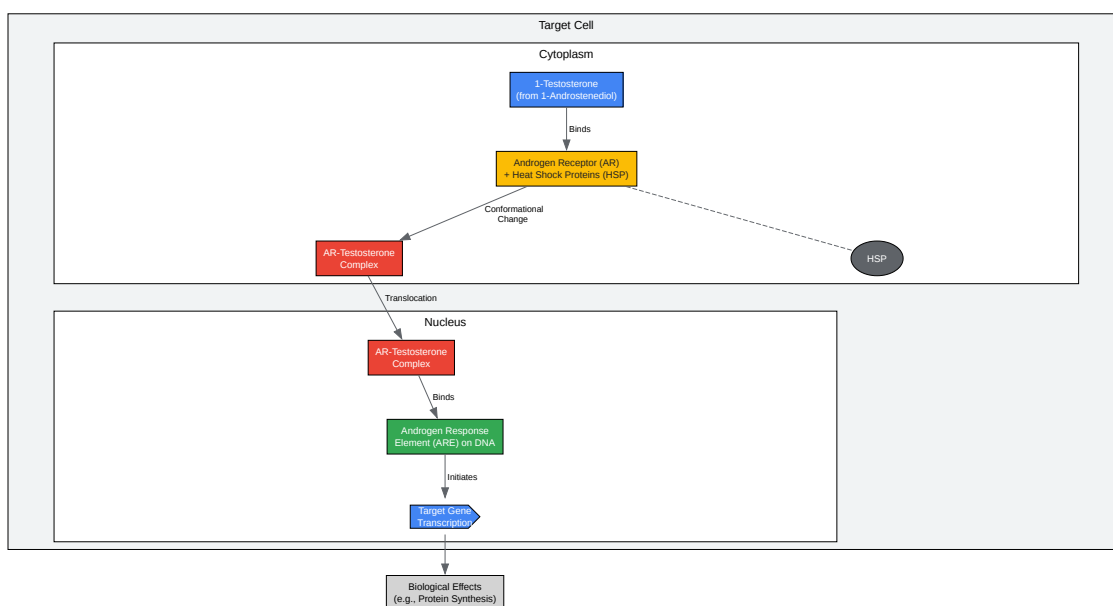 Target Cell
Cytoplasm
1-Testosterone
(from 1-Androstenediol)
Binds
Androgen Receptor (AR)
+ Heat Shock Proteins (HSP)
Conformational
Change
AR-Testosterone
Complex
HSP
Translocation
Nucleus
AR-Testosterone
Complex
Binds
Androgen Response
Element (ARE) on DNA
Initiates
Target Gene
Transcription
Biological Effects
(e.g., Protein Synthesis)